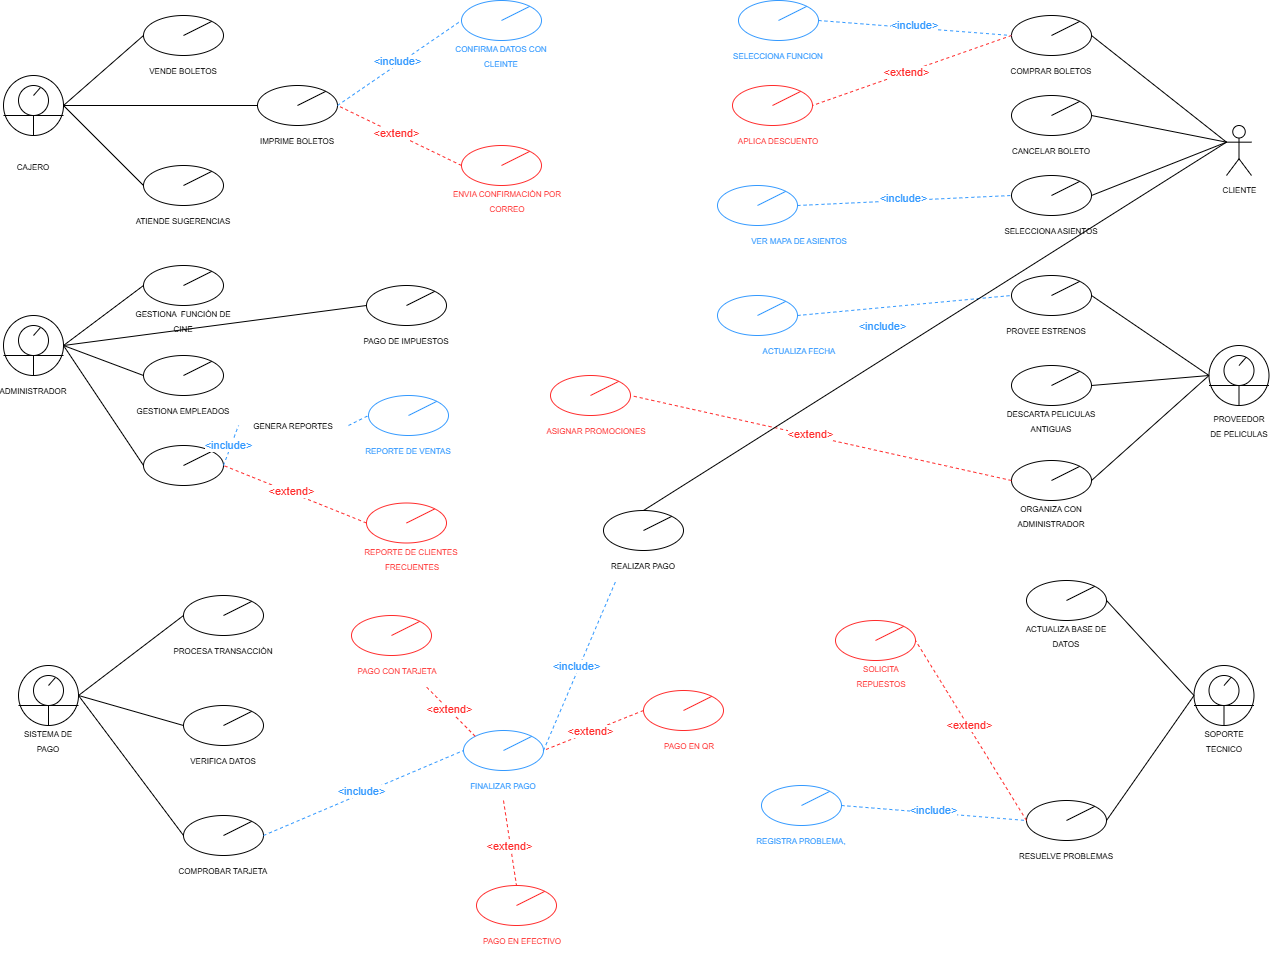 VENDE BOLETOS
<include>
CONFIRMA DATOS CON
CLEINTE
IMPRIME BOLETOS
<extend>
CAJERO
ENVIA CONFIRMACIÓN POR
CORREO
ATIENDE SUGERENCIAS
SELECCIONA FUNCION
<include>
COMPRAR BOLETOS
<extend>
APLICA DESCUENTO
CANCELAR BOLETO
CLIENTE
<include>
SELECCIONA ASIENTOS
VER MAPA DE ASIENTOS
GESTIONA FUNCIÓN DE
CINE
PAGO DE IMPUESTOS
ADMINISTRADOR
GESTIONA EMPLEADOS
GENERA REPORTES
<include>
REPORTE DE VENTAS
<extend>
REPORTE DE CLIENTES
FRECUENTES
<include>
PROVEE ESTRENOS
ACTUALIZA FECHA
DESCARTA PELICULAS
ANTIGUAS
PROVEEDOR
DE PELICULAS
ASIGNAR PROMOCIONES
<extend>
ORGANIZA CON
ADMINISTRADOR
REALIZAR PAGO
PROCESA TRANSACCIÓN
PAGO CON TARJETA
<include>
<extend>
SISTEMA DE
PAGO
VERIFICA DATOS
<extend>
PAGO EN QR
FINALIZAR PAGO
<include>
COMPROBAR TARJETA
<extend>
PAGO EN EFECTIVO
ACTUALIZA BASE DE
DATOS
SOLICITA
REPUESTOS
<extend>
SOPORTE
TECNICO
<include>
REGISTRA PROBLEMA,
RESUELVE PROBLEMAS